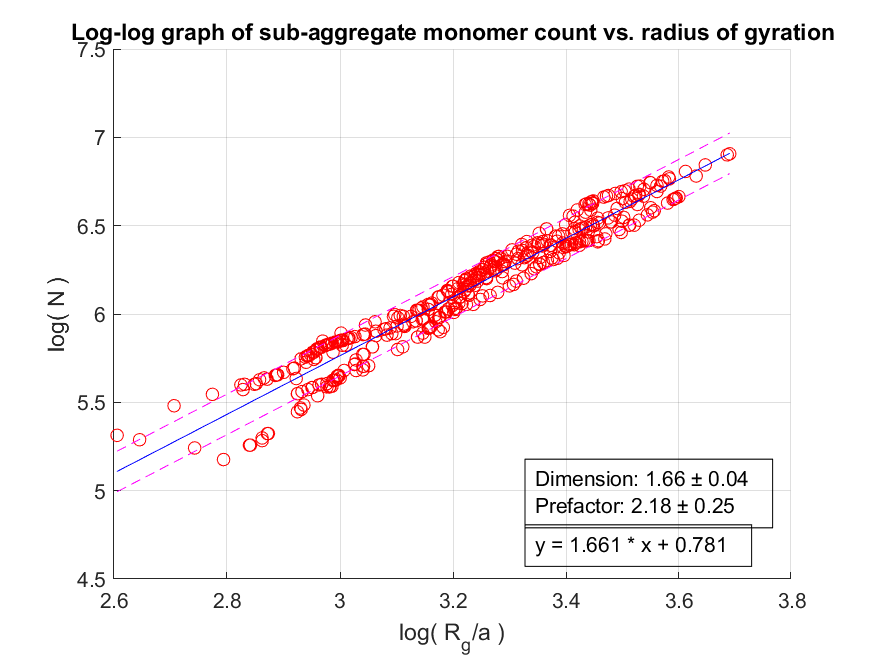 Log-log graph of sub-aggregate monomer count vs. radius of gyration
7.5
7
6.5
6
5.5
5
4.5
log( N )
Dimension: 1.66 ± 0.04
Prefactor: 2.18 ± 0.25
y = 1.661 * x + 0.781
2.6 2.8 3 3.2 3.4 3.6 3.8
log( Rg/a )